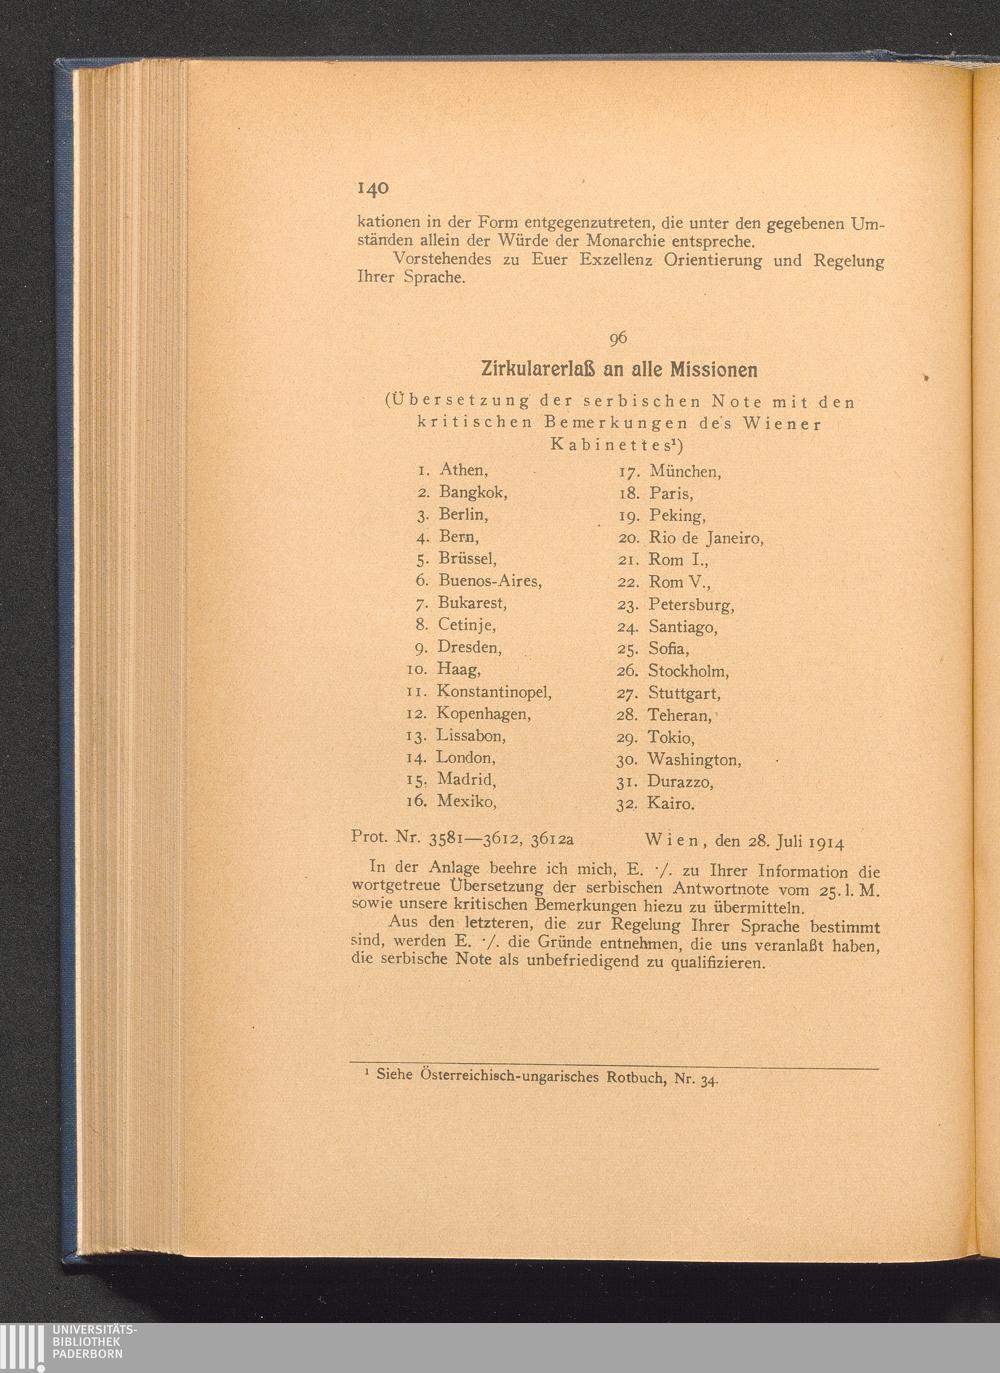 140
kationen in der Form entgegenzutreten, die unter den gegebenen Um-
ständen allein der Würde der Monarchie entspreche.
Vorstehendes zu Euer Exzellenz Orientierung und Regelung
Ihrer Sprache.
96
Zirkularerlaß an alle Missionen
(Übersetzung der serbischen Note mit den
kritischen Bemerkungen des Wiener
Kabinettes¹)
1. Athen,
2. Bangkok,
3. Berlin,
4. Bern,
5. Brüssel,
6. Buenos-Aires,
7. Bukarest,
8. Cetinje,
9. Dresden,
10. Haag,
11. Konstantinopel,
12. Kopenhagen,
13. Lissabon,
14. London,
15. Madrid,
16. Mexiko,
17. München,
18. Paris,
19. Peking,
20. Rio de Janeiro,
21. Rom I.,
22. Rom V.,
23. Petersburg,
24. Santiago,
25. Sofia,
26. Stockholm,
27. Stuttgart,
28. Teheran,
29. Tokio,
30. Washington,
31. Durazzo,
32. Kairo.
Prot. Nr. 3581—3612, 3612a Wien, den 28. Juli 1914
In der Anlage beehre ich mich, E. ·/. zu Ihrer Information die
wortgetreue Übersetzung der serbischen Antwortnote vom 25. l. M.
sowie unsere kritischen Bemerkungen hiezu zu übermitteln.
Aus den letzteren, die zur Regelung Ihrer Sprache bestimmt
sind, werden E. ·/. die Gründe entnehmen, die uns veranlaßt haben,
die serbische Note als unbefriedigend zu qualifizieren.
¹ Siehe Österreichisch-ungarisches Rotbuch, Nr. 34.
UNIVERSITÄTS-
BIBLIOTHEK
PADERBORN